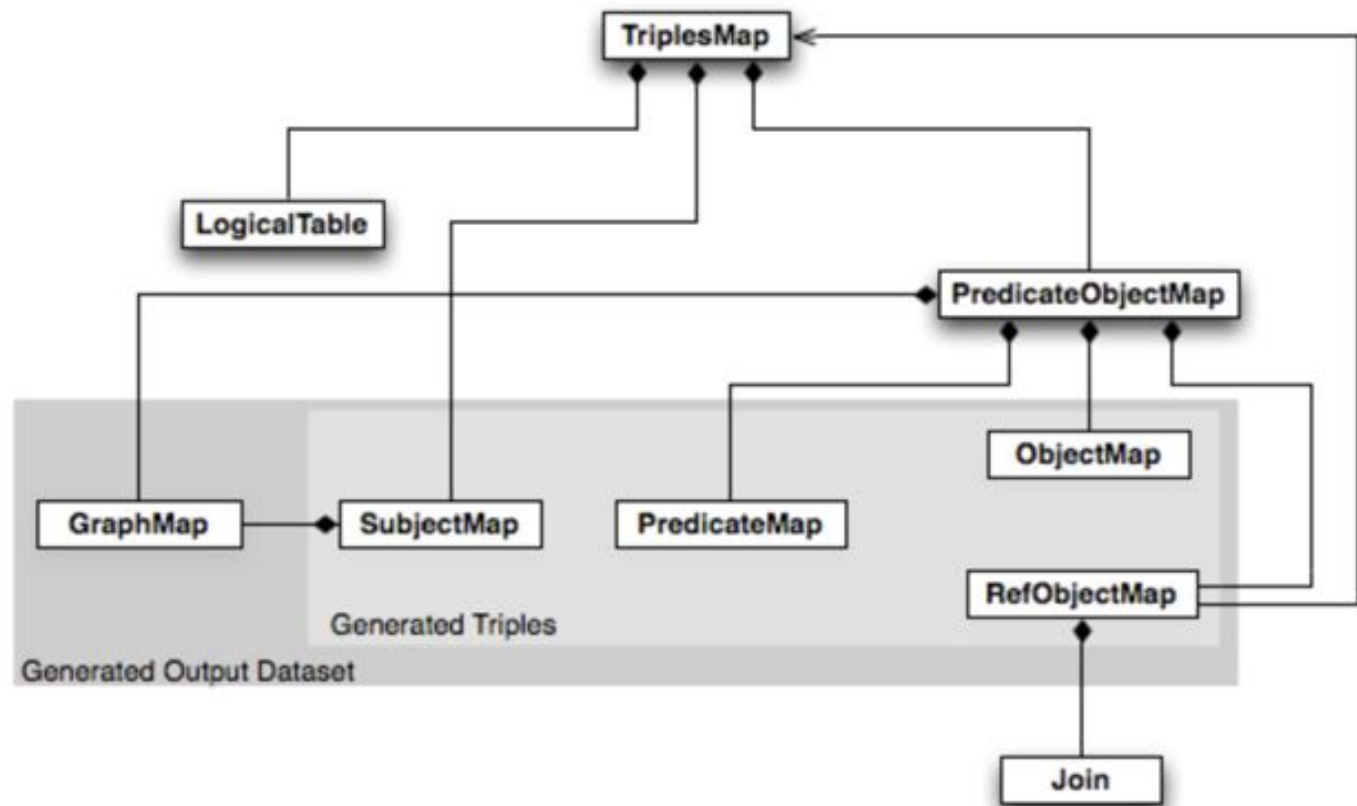 TriplesMap
LogicalTable
PredicateObjectMap
ObjectMap
GraphMap
SubjectMap
PredicateMap
RefObjectMap
Generated Triples
Generated Output Dataset
Join